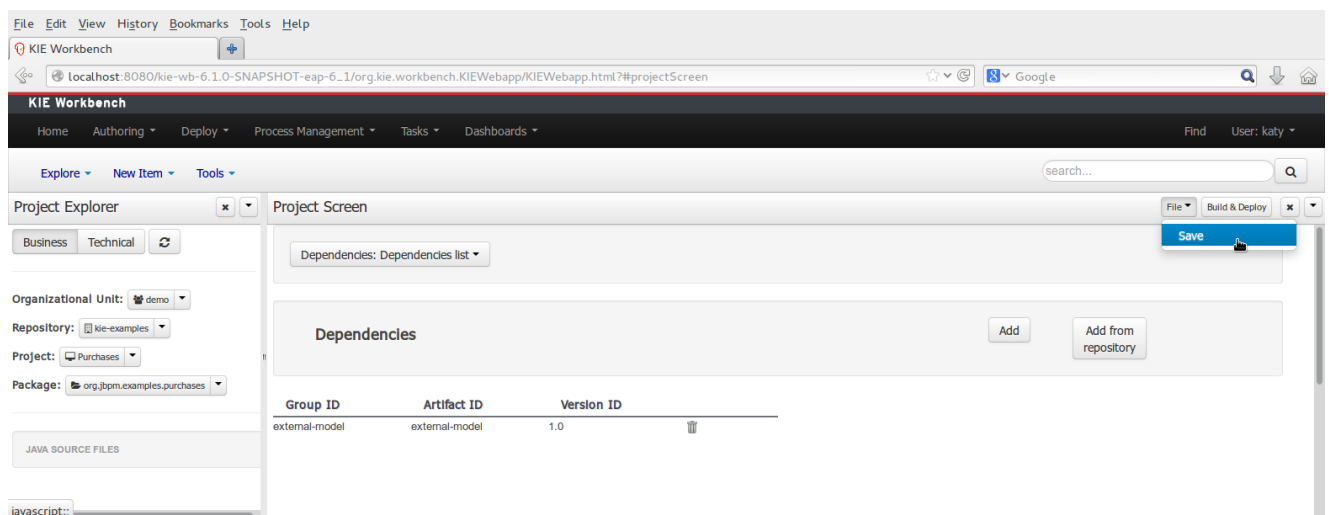 File Edit View History Bookmarks Tools Help
KIE Workbench
localhost:8080/kie-wb-6.1.0-SNAPSHOT-eap-6_1/org.kie.workbench.KIEWebapp/KIEWebapp.html?#projectScreen Google
KIE Workbench
Home Authoring Deploy Process Management Tasks Dashboards Find User: katy
Explore New Item Tools search...
Project Explorer Project Screen File Build & Deploy
Business Technical Save
Dependencies: Dependencies list
Organizational Unit: demo
Repository: kie-examples
Dependencies Add Add from
repository
Project: Purchases
Package: org.jbpm.examples.purchases
Group ID Artifact ID Version ID
external-model external-model 1.0
JAVA SOURCE FILES
javascript:;